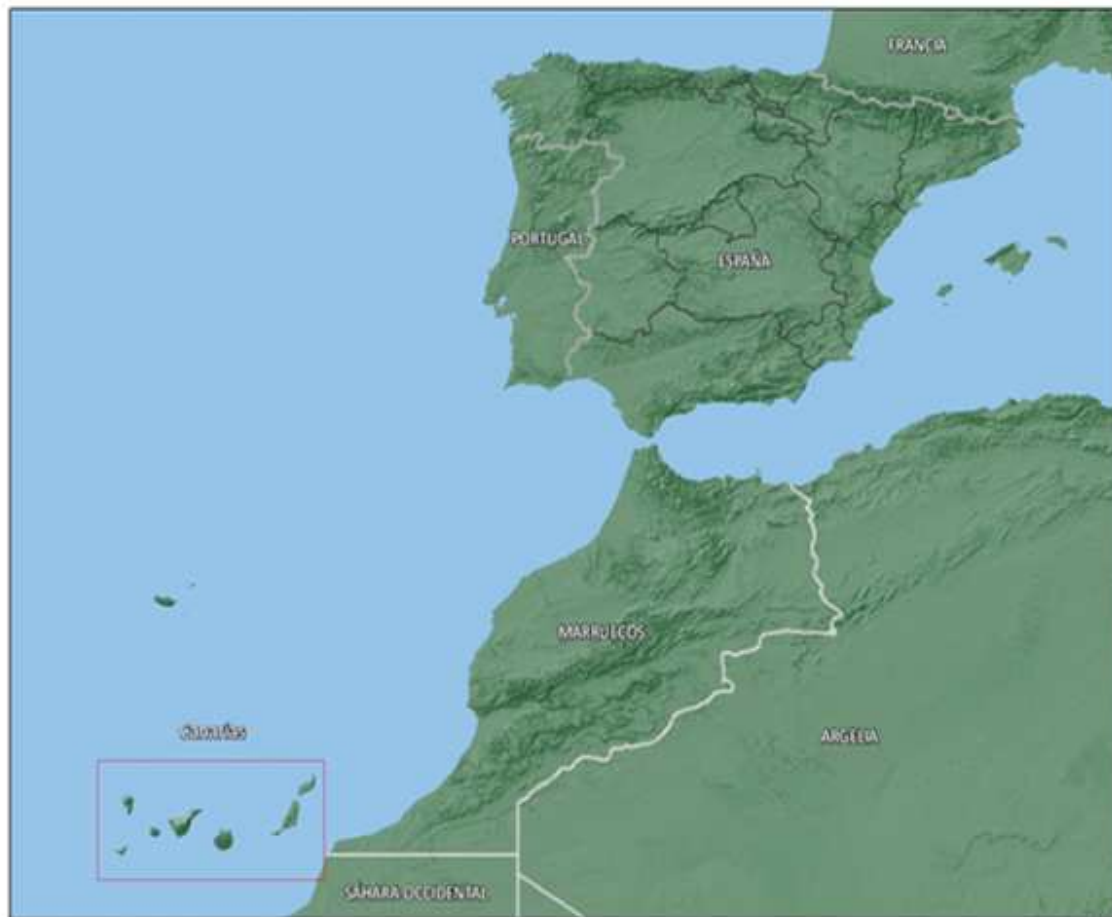 FRANCIA
PORTUGAL
ESPAÑA
MARRUECOS
Canarias
ARGELIA
SÁHARA OCCIDENTAL